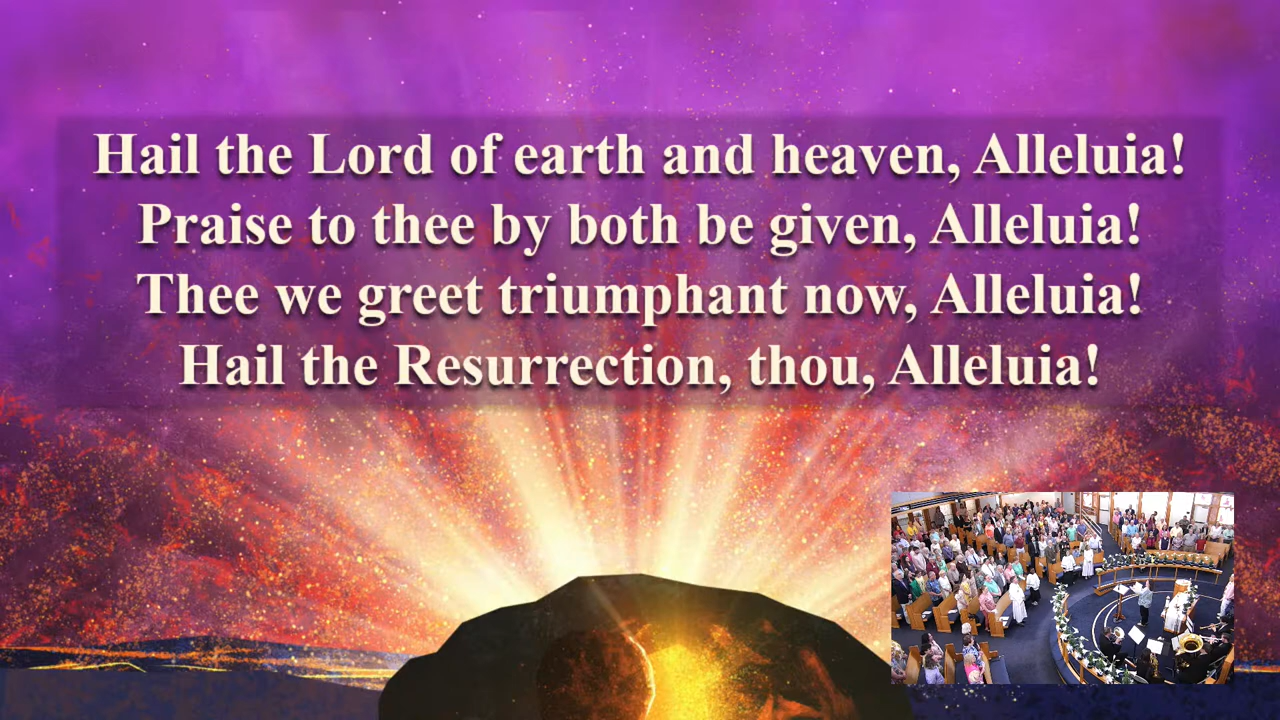 Hail the Lord of earth and heaven, Alleluia!
Praise to thee by both be given, Alleluia!
Thee we greet triumphant now, Alleluia!
Hail the Resurrection, thou, Alleluia!